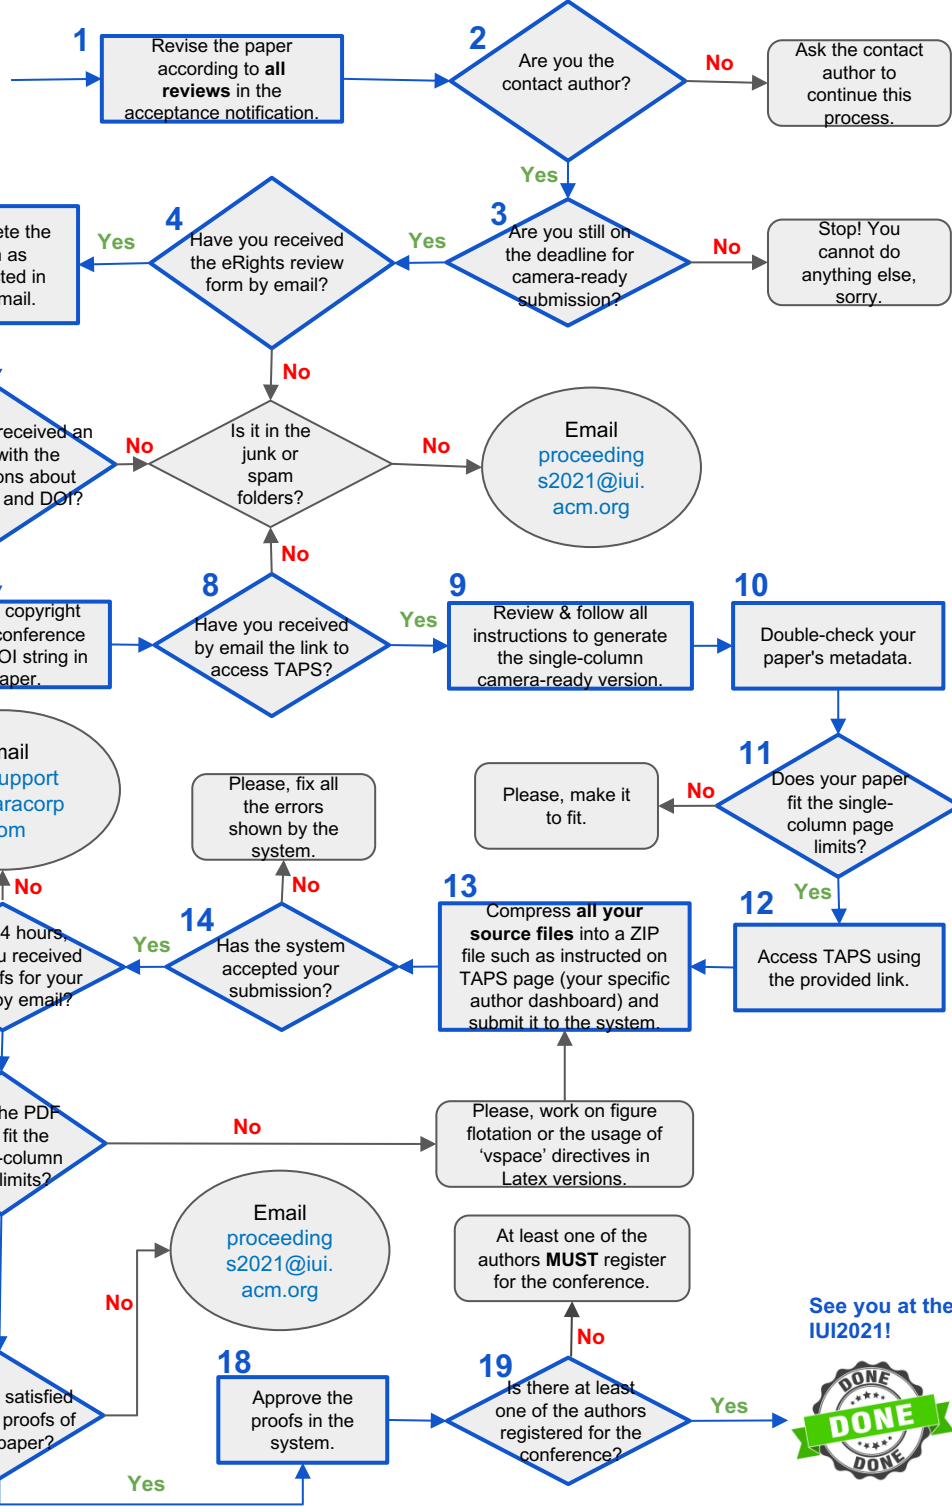 1
Revise the paper
according to all
reviews in the
acceptance notification.
2
Are you the
contact author?
No
Ask the contact
author to
continue this
process.
Yes
3
Are you still on
the deadline for
camera-ready
submission?
No
Stop! You
cannot do
anything else,
sorry.
Yes
4
Have you received
the eRights review
form by email?
Yes
ete the
as
ted in
mail.
No
received an
with the
ons about
and DOI?
No
Is it in the
junk or
spam
folders?
No
Email
proceeding
s2021@iui.
acm.org
No
copyright
conference
OI string in
aper.
8
Have you received
by email the link to
access TAPS?
Yes
9
Review & follow all
instructions to generate
the single-column
camera-ready version.
10
Double-check your
paper's metadata.
11
Does your paper
fit the single-
column page
limits?
No
Please, make it
to fit.
Yes
12
Access TAPS using
the provided link.
13
Compress all your
source files into a ZIP
file such as instructed on
TAPS page (your specific
author dashboard) and
submit it to the system.
14
Has the system
accepted your
submission?
No
Please, fix all
the errors
shown by the
system.
Yes
4 hours,
u received
fs for your
by email?
No
mail
upport
aracorp
om
he PDF
fit the
-column
limits?
No
Please, work on figure
flotation or the usage of
‘vspace’ directives in
Latex versions.
satisfied
proofs of
paper?
No
Email
proceeding
s2021@iui.
acm.org
Yes
18
Approve the
proofs in the
system.
19
Is there at least
one of the authors
registered for the
conference?
No
At least one of the
authors MUST register
for the conference.
Yes
See you at the
IUI2021!
DONE
DONE
DONE